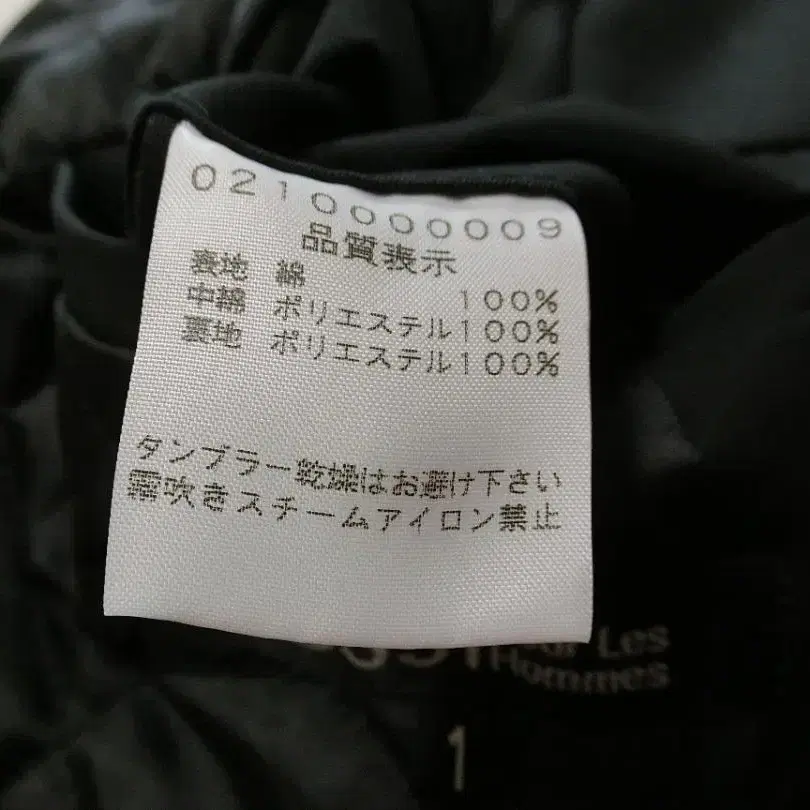 0210000009
品質表示
表地 綿 100%
中綿 ポリエステル100%
裏地 ポリエステル100%
タンブラー乾燥はお避け下さい
霧吹きスチームアイロン禁止
Les
Hommes
1